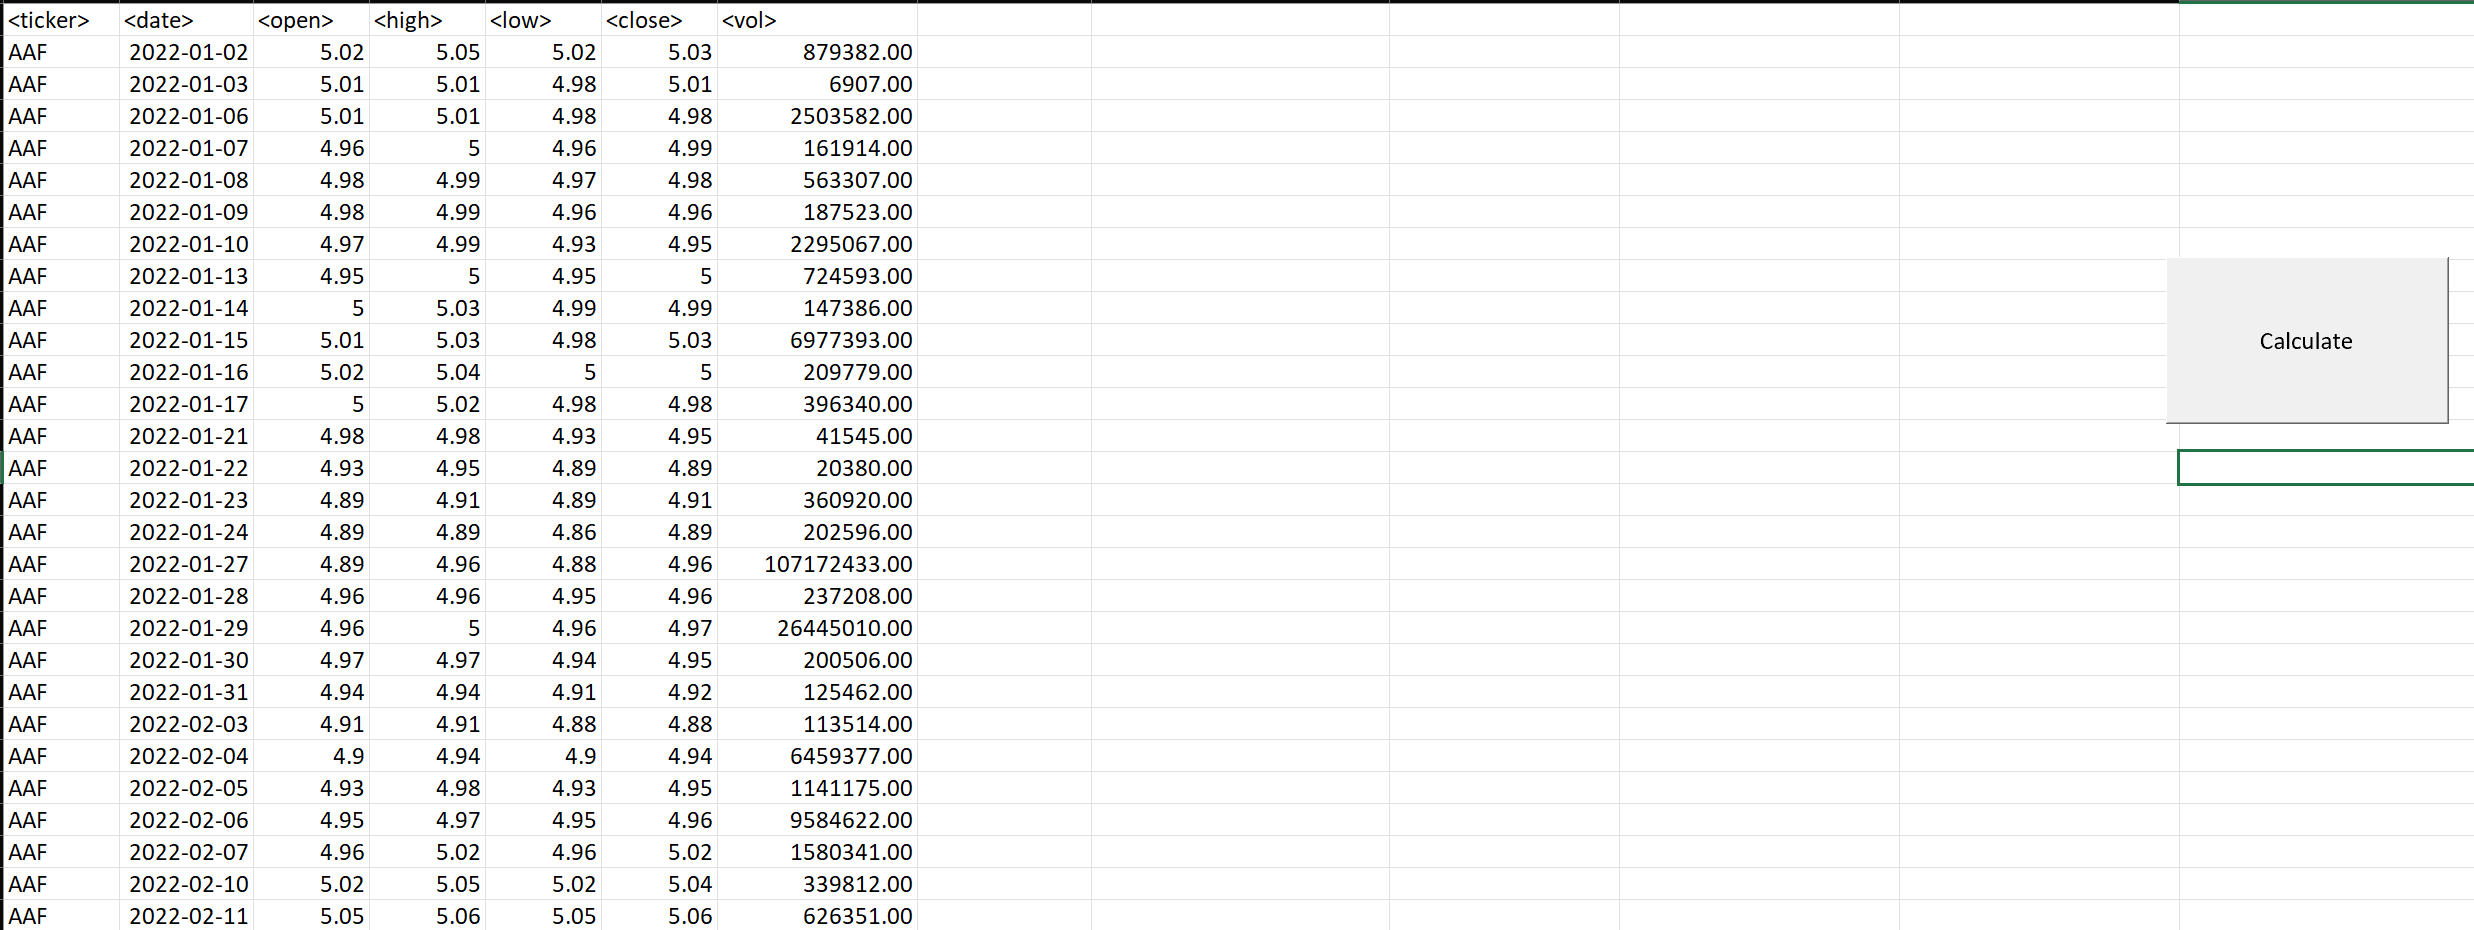 <ticker> <date> <open> <high> <low> <close> <vol>
AAF 2022-01-02 5.02 5.05 5.02 5.03 879382.00
AAF 2022-01-03 5.01 5.01 4.98 5.01 6907.00
AAF 2022-01-06 5.01 5.01 4.98 4.98 2503582.00
AAF 2022-01-07 4.96 5 4.96 4.99 161914.00
AAF 2022-01-08 4.98 4.99 4.97 4.98 563307.00
AAF 2022-01-09 4.98 4.99 4.96 4.96 187523.00
AAF 2022-01-10 4.97 4.99 4.93 4.95 2295067.00
AAF 2022-01-13 4.95 5 4.95 5 724593.00
AAF 2022-01-14 5 5.03 4.99 4.99 147386.00
AAF 2022-01-15 5.01 5.03 4.98 5.03 6977393.00
Calculate
AAF 2022-01-16 5.02 5.04 5 5 209779.00
AAF 2022-01-17 5 5.02 4.98 4.98 396340.00
AAF 2022-01-21 4.98 4.98 4.93 4.95 41545.00
AAF 2022-01-22 4.93 4.95 4.89 4.89 20380.00
AAF 2022-01-23 4.89 4.91 4.89 4.91 360920.00
AAF 2022-01-24 4.89 4.89 4.86 4.89 202596.00
AAF 2022-01-27 4.89 4.96 4.88 4.96 107172433.00
AAF 2022-01-28 4.96 4.96 4.95 4.96 237208.00
AAF 2022-01-29 4.96 5 4.96 4.97 26445010.00
AAF 2022-01-30 4.97 4.97 4.94 4.95 200506.00
AAF 2022-01-31 4.94 4.94 4.91 4.92 125462.00
AAF 2022-02-03 4.91 4.91 4.88 4.88 113514.00
AAF 2022-02-04 4.9 4.94 4.9 4.94 6459377.00
AAF 2022-02-05 4.93 4.98 4.93 4.95 1141175.00
AAF 2022-02-06 4.95 4.97 4.95 4.96 9584622.00
AAF 2022-02-07 4.96 5.02 4.96 5.02 1580341.00
AAF 2022-02-10 5.02 5.05 5.02 5.04 339812.00
AAF 2022-02-11 5.05 5.06 5.05 5.06 626351.00